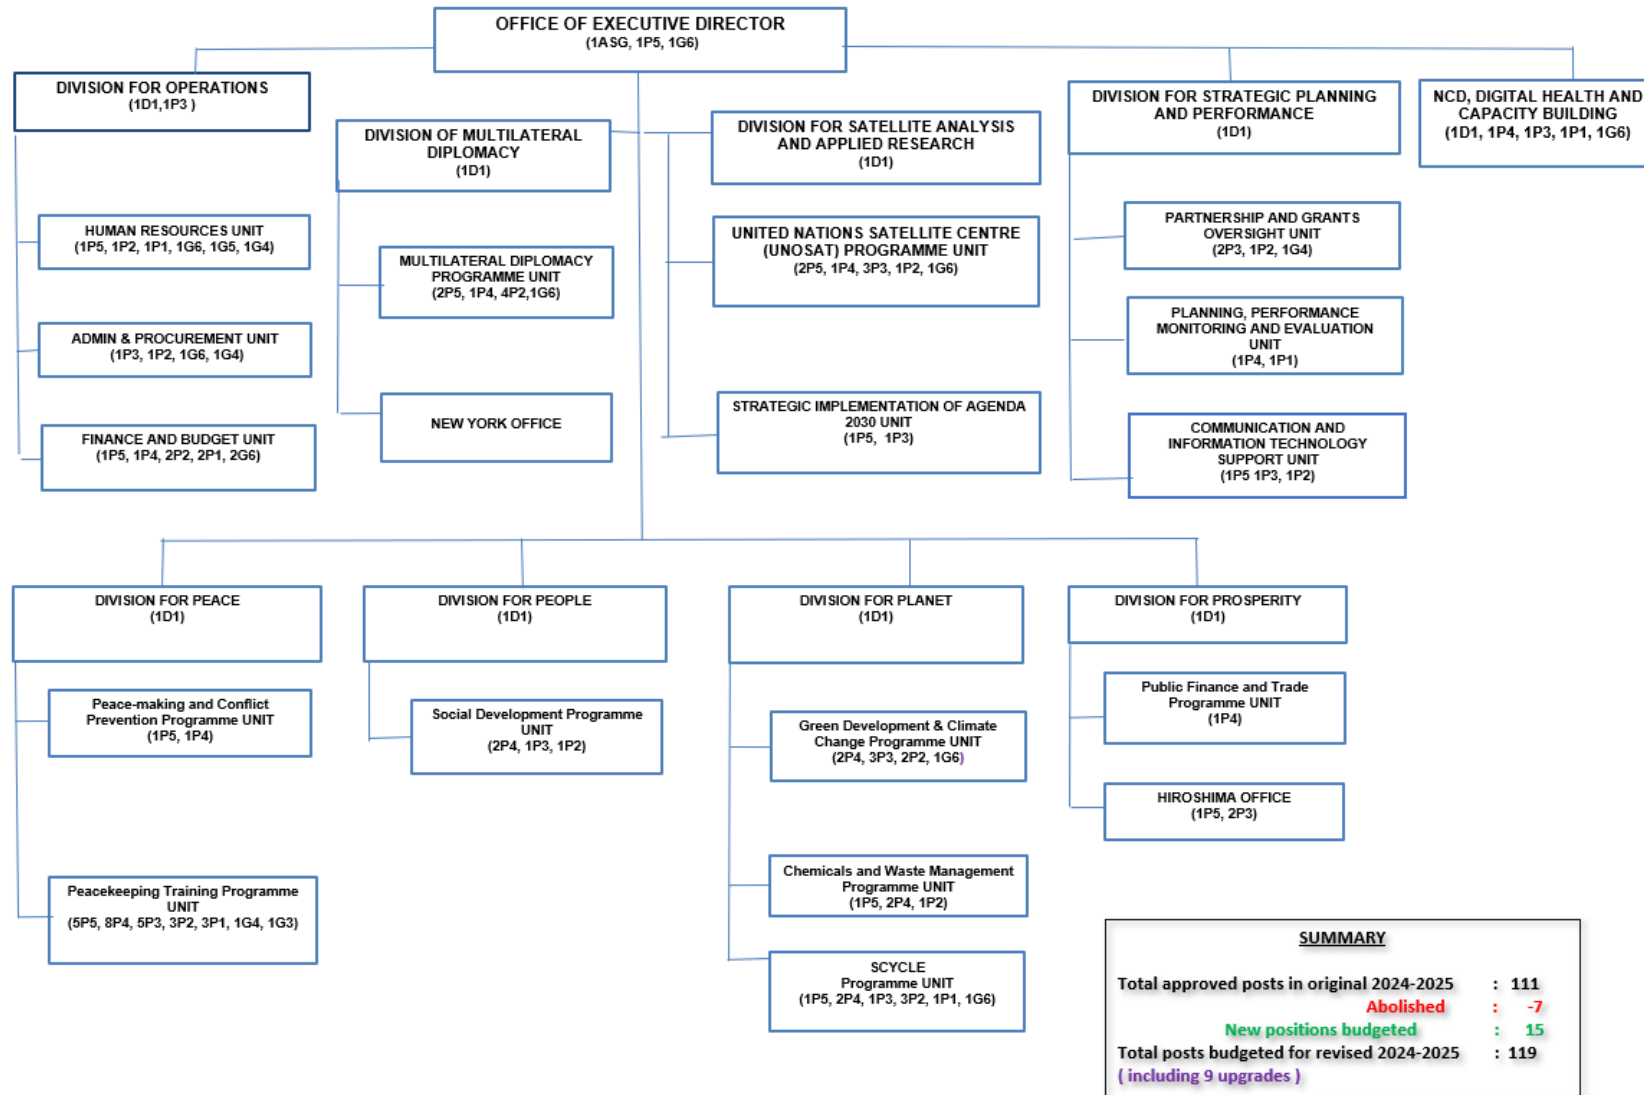 OFFICE OF EXECUTIVE DIRECTOR
(1ASG, 1P5, 1G6)
DIVISION FOR OPERATIONS
(1D1,1P3 )
HUMAN RESOURCES UNIT
(1P5, 1P2, 1P1, 1G6, 1G5, 1G4)
ADMIN & PROCUREMENT UNIT
(1P3, 1P2, 1G6, 1G4)
FINANCE AND BUDGET UNIT
(1P5, 1P4, 2P2, 2P1, 2G6)
DIVISION OF MULTILATERAL
DIPLOMACY
(1D1)
MULTILATERAL DIPLOMACY
PROGRAMME UNIT
(2P5, 1P4, 4P2,1G6)
NEW YORK OFFICE
DIVISION FOR SATELLITE ANALYSIS
AND APPLIED RESEARCH
(1D1)
UNITED NATIONS SATELLITE CENTRE
(UNOSAT) PROGRAMME UNIT
(2P5, 1P4, 3P3, 1P2, 1G6)
STRATEGIC IMPLEMENTATION OF AGENDA
2030 UNIT
(1P5, 1P3)
DIVISION FOR STRATEGIC PLANNING
AND PERFORMANCE
(1D1)
PARTNERSHIP AND GRANTS
OVERSIGHT UNIT
(2P3, 1P2, 1G4)
PLANNING, PERFORMANCE
MONITORING AND EVALUATION
UNIT
(1P4, 1P1)
COMMUNICATION AND
INFORMATION TECHNOLOGY
SUPPORT UNIT
(1P5 1P3, 1P2)
NCD, DIGITAL HEALTH AND
CAPACITY BUILDING
(1D1, 1P4, 1P3, 1P1, 1G6)
DIVISION FOR PEACE
(1D1)
Peace-making and Conflict
Prevention Programme UNIT
(1P5, 1P4)
Peacekeeping Training Programme
UNIT
(5P5, 8P4, 5P3, 3P2, 3P1, 1G4, 1G3)
DIVISION FOR PEOPLE
(1D1)
Social Development Programme
UNIT
(2P4, 1P3, 1P2)
DIVISION FOR PLANET
(1D1)
Green Development & Climate
Change Programme UNIT
(2P4, 3P3, 2P2, 1G6)
Chemicals and Waste Management
Programme UNIT
(1P5, 2P4, 1P2)
SCYCLE
Programme UNIT
(1P5, 2P4, 1P3, 3P2, 1P1, 1G6)
DIVISION FOR PROSPERITY
(1D1)
Public Finance and Trade
Programme UNIT
(1P4)
HIROSHIMA OFFICE
(1P5, 2P3)
SUMMARY
Total approved posts in original 2024-2025 : 111
Abolished : -7
New positions budgeted : 15
Total posts budgeted for revised 2024-2025 : 119
( including 9 upgrades )